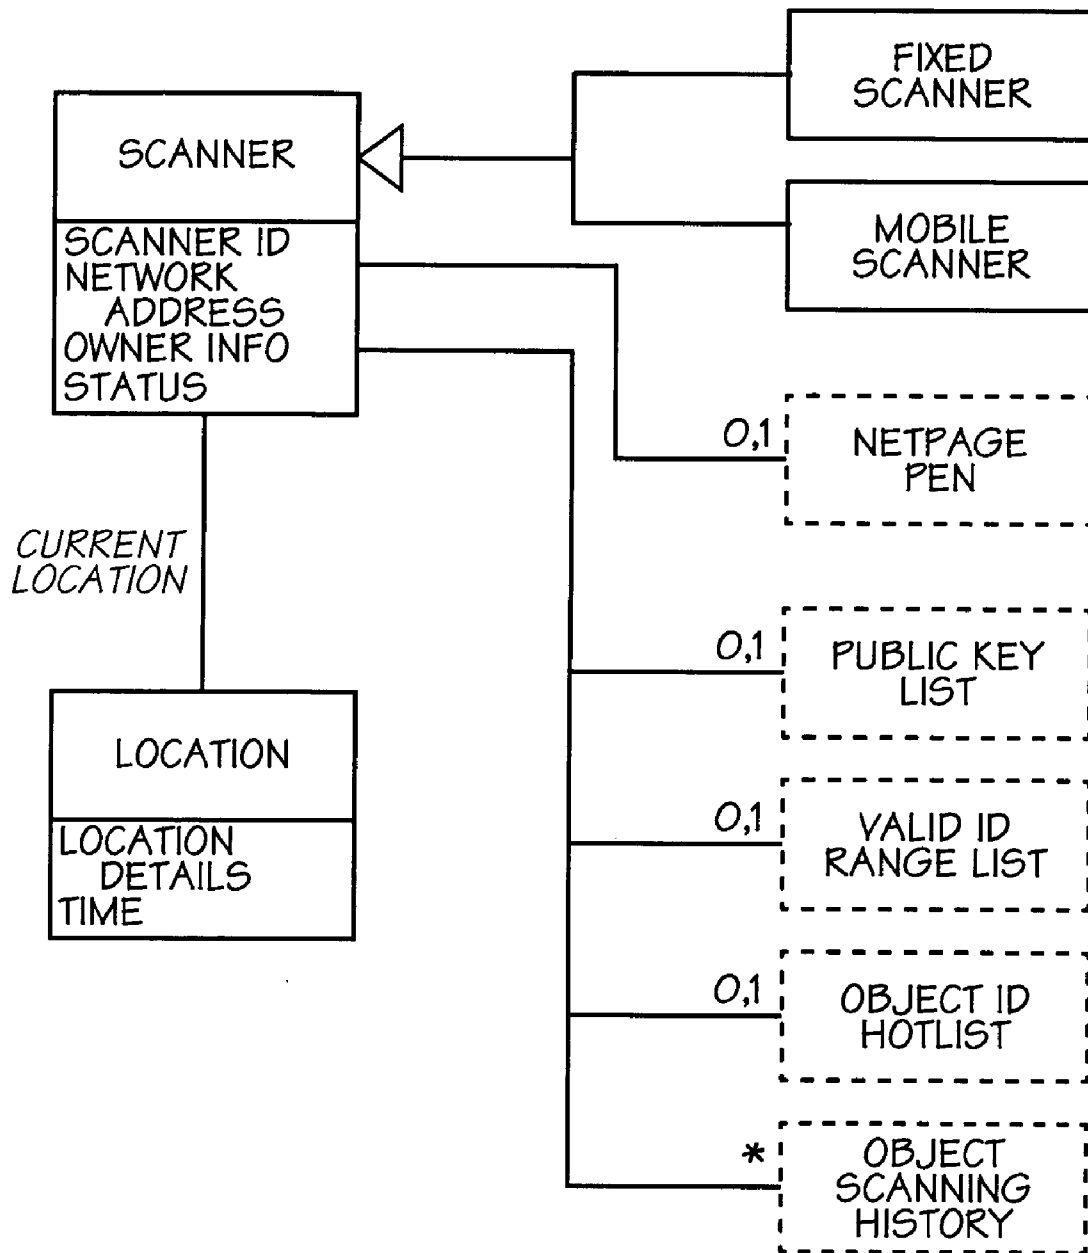 FIXED
SCANNER
SCANNER
MOBILE
SCANNER
SCANNER ID
NETWORK
ADDRESS
OWNER INFO
STATUS
0,1
NETPAGE
PEN
CURRENT
LOCATION
0,1
PUBLIC KEY
LIST
LOCATION
LOCATION
DETAILS
TIME
0,1
VALID ID
RANGE LIST
0,1
OBJECT ID
HOTLIST
*
OBJECT
SCANNING
HISTORY